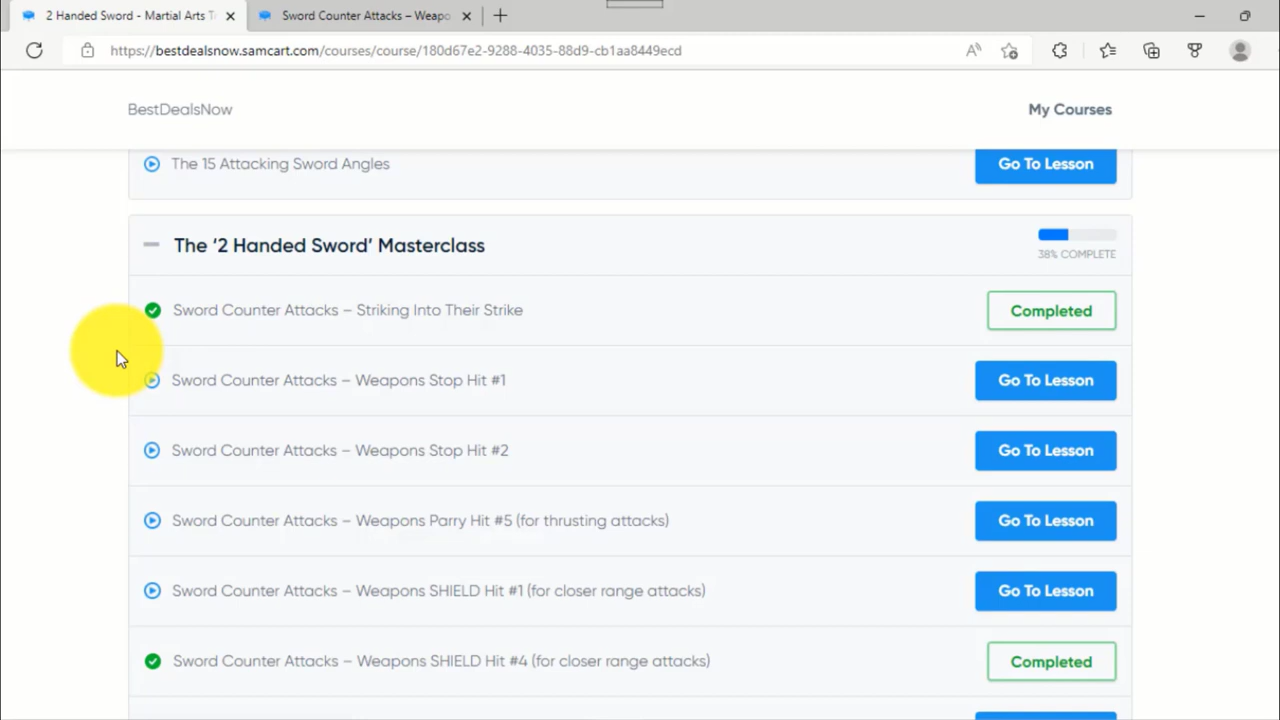 2 Handed Sword - Martial Arts T
Sword Counter Attacks – Weapo
https://bestdealsnow.samcart.com/courses/course/180d67e2-9288-4035-88d9-cb1aa8449ecd
BestDealsNow
My Courses
The 15 Attacking Sword Angles
Go To Lesson
The ‘2 Handed Sword’ Masterclass
38% COMPLETE
Sword Counter Attacks – Striking Into Their Strike
Completed
Sword Counter Attacks – Weapons Stop Hit #1
Go To Lesson
Sword Counter Attacks – Weapons Stop Hit #2
Go To Lesson
Sword Counter Attacks – Weapons Parry Hit #5 (for thrusting attacks)
Go To Lesson
Sword Counter Attacks – Weapons SHIELD Hit #1 (for closer range attacks)
Go To Lesson
Sword Counter Attacks – Weapons SHIELD Hit #4 (for closer range attacks)
Completed